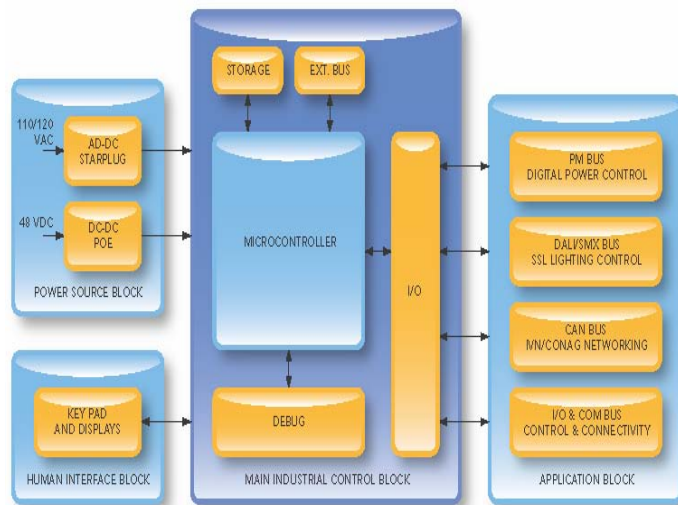 110/120
VAC
AD-DC
STARPLUG
48 VDC
DC-DC
POE
POWER SOURCE BLOCK
KEY PAD
AND DISPLAYS
HUMAN INTERFACE BLOCK
STORAGE
EXT. BUS
MICROCONTROLLER
I/O
DEBUG
MAIN INDUSTRIAL CONTROL BLOCK
PM BUS
DIGITAL POWER CONTROL
DALI/SMX BUS
SSL LIGHTING CONTROL
CAN BUS
IVN/CONAG NETWORKING
I/O & COM BUS
CONTROL & CONNECTIVITY
APPLICATION BLOCK